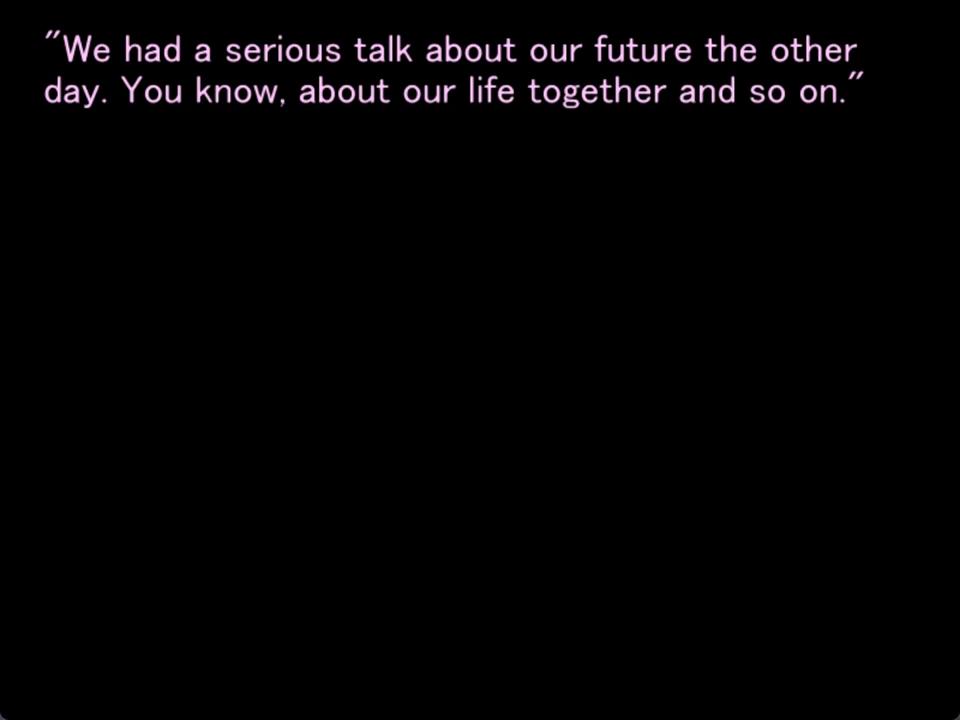 "We had a serious talk about our future the other
day. You know, about our life together and so on."